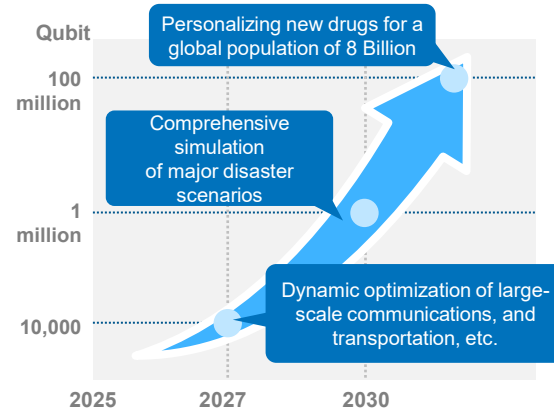 Qubit
Personalizing new drugs for a
global population of 8 Billion
100
million
Comprehensive
simulation
of major disaster
scenarios
1
million
Dynamic optimization of large-
scale communications, and
transportation, etc.
10,000
2025
2027
2030